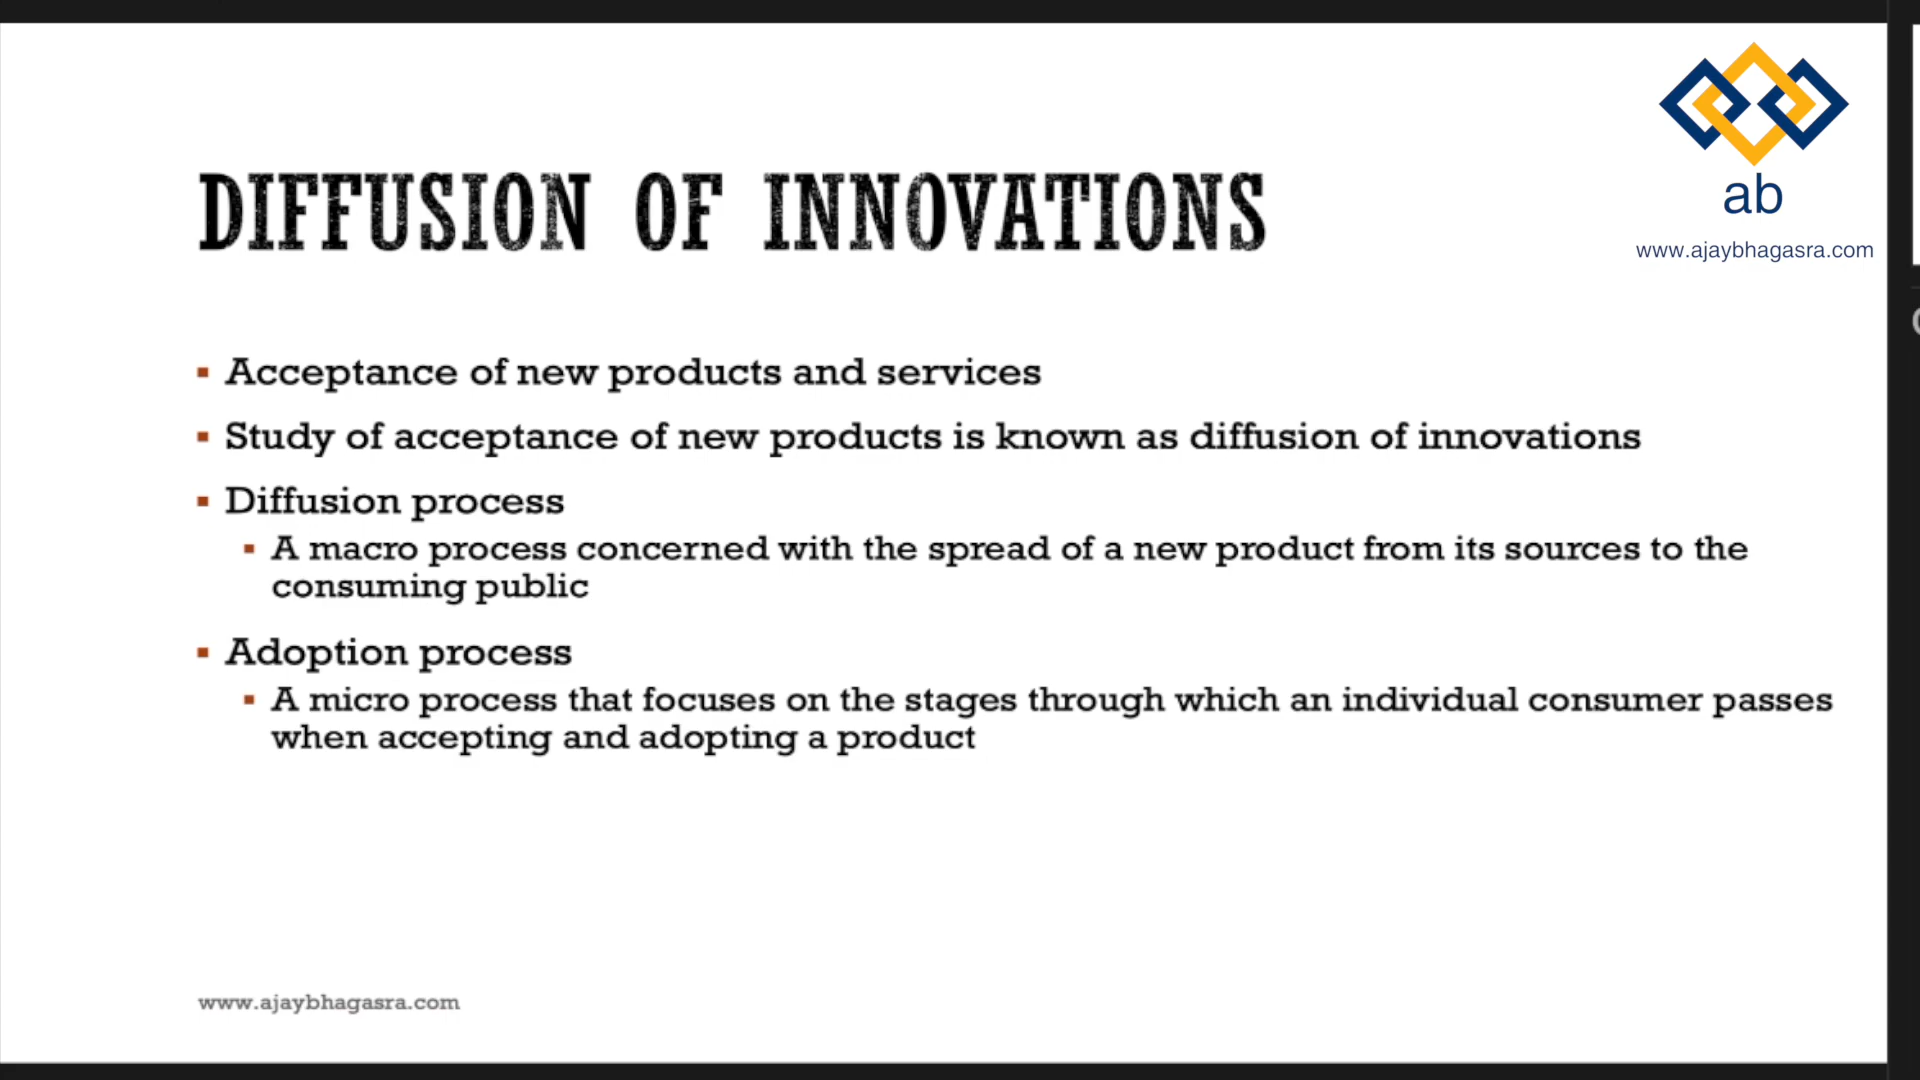 ab
www.ajaybhagasra.com
DIFFUSION OF INNOVATIONS
Acceptance of new products and services
Study of acceptance of new products is known as diffusion of innovations
Diffusion process
A macro process concerned with the spread of a new product from its sources to the
consuming public
Adoption process
A micro process that focuses on the stages through which an individual consumer passes
when accepting and adopting a product
www.ajaybhagasra.com